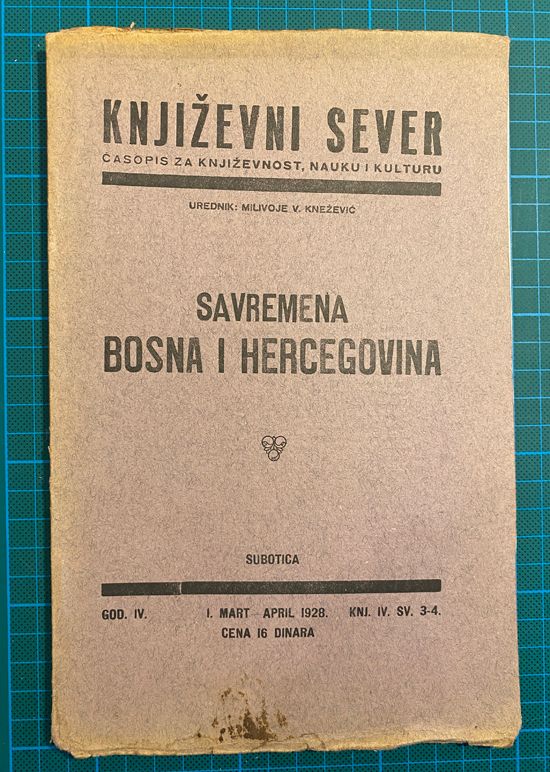 KNJIŽEVNI SEVER
ČASOPIS ZA KNJIŽEVNOST, NAUKU I KULTURU
UREDNIK: MILIVOJE V. KNEŽEVIĆ
SAVREMENA
BOSNA I HERCEGOVINA
SUBOTICA
GOD. IV. I. MART APRIL 1928. KNJ. IV. SV. 3-4.
CENA 16 DINARA